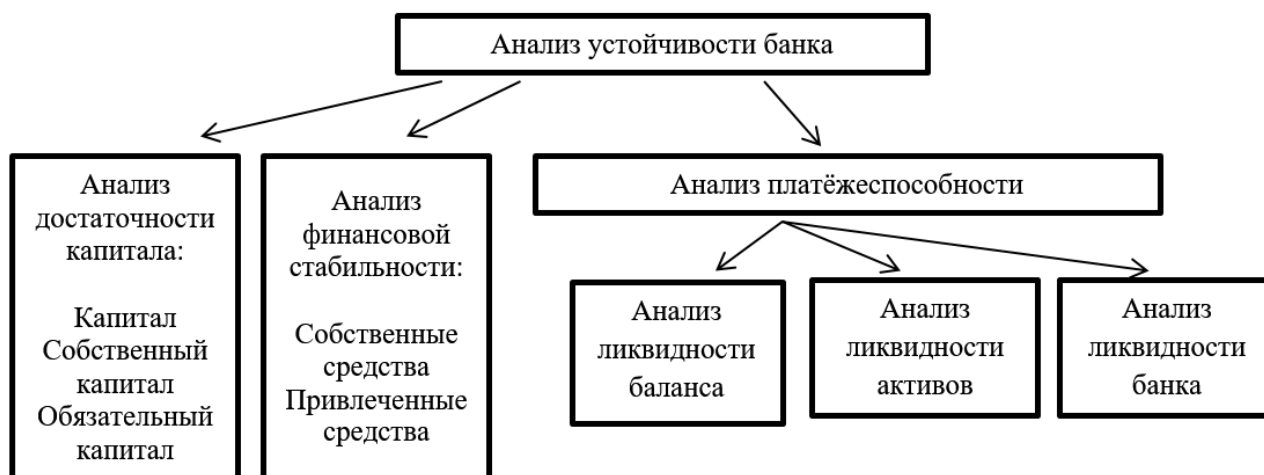 Анализ устойчивости банка
Анализ
достаточности
капитала:
Капитал
Собственный
капитал
Обязательный
капитал
Анализ
финансовой
стабильности:
Собственные
средства
Привлеченные
средства
Анализ платёжеспособности
Анализ
ликвидности
баланса
Анализ
ликвидности
активов
Анализ
ликвидности
банка